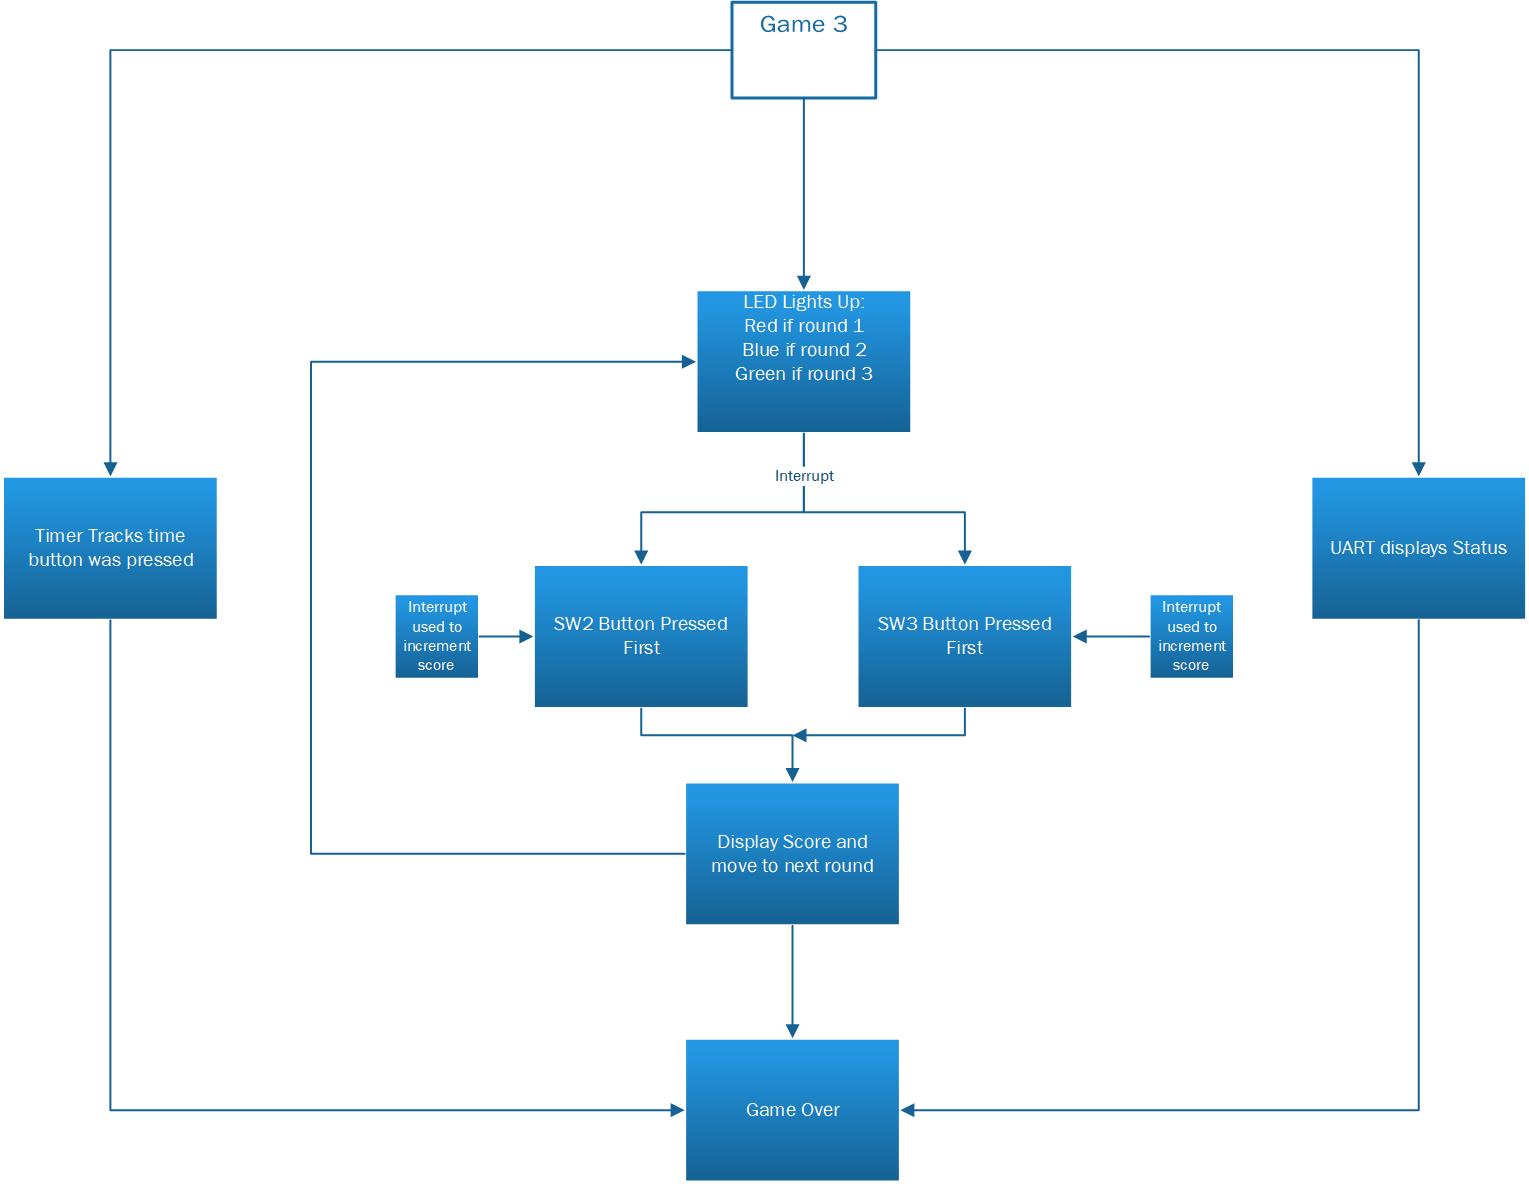 Game 3
LED Lights Up:
Red if round 1
Blue if round 2
Green if round 3
Interrupt
Timer Tracks time
button was pressed
UART displays Status
Interrupt
used to
increment
score
SW2 Button Pressed
First
SW3 Button Pressed
First
Interrupt
used to
increment
score
Display Score and
move to next round
Game Over